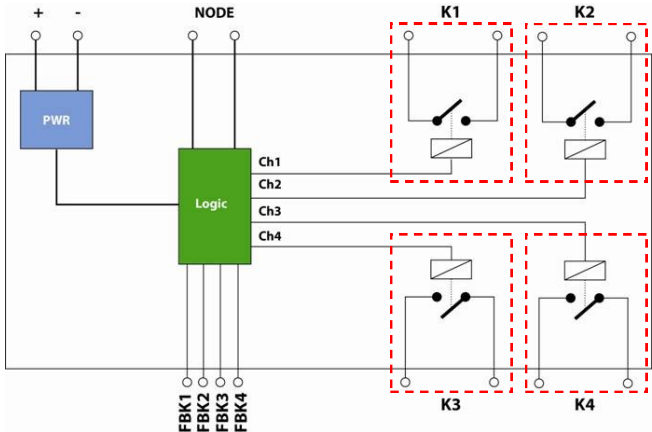 + - NODE K1 K2
PWR
Logic
Ch1
Ch2
Ch3
Ch4
FBK1
FBK2
FBK3
FBK4
K3 K4